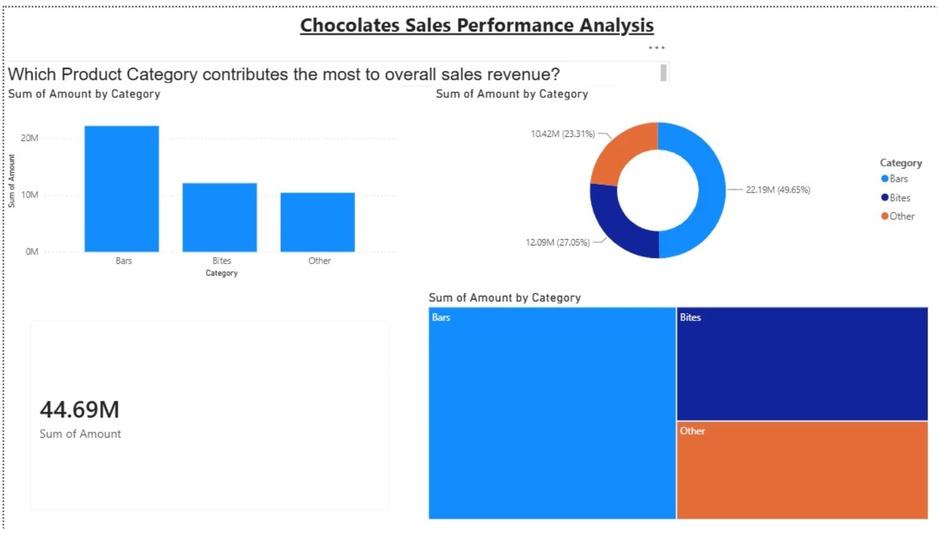 Chocolates Sales Performance Analysis
Which Product Category contributes the most to overall sales revenue?
Sum of Amount by Category
Sum of Amount
20M
10M
0M
Bars
Bites
Other
Category
Sum of Amount by Category
10.42M (23.31%)
22.19M (49.65%)
12.09M (27.05%)
Category
Bars
Bites
Other
44.69M
Sum of Amount
Sum of Amount by Category
Bars
Bites
Other